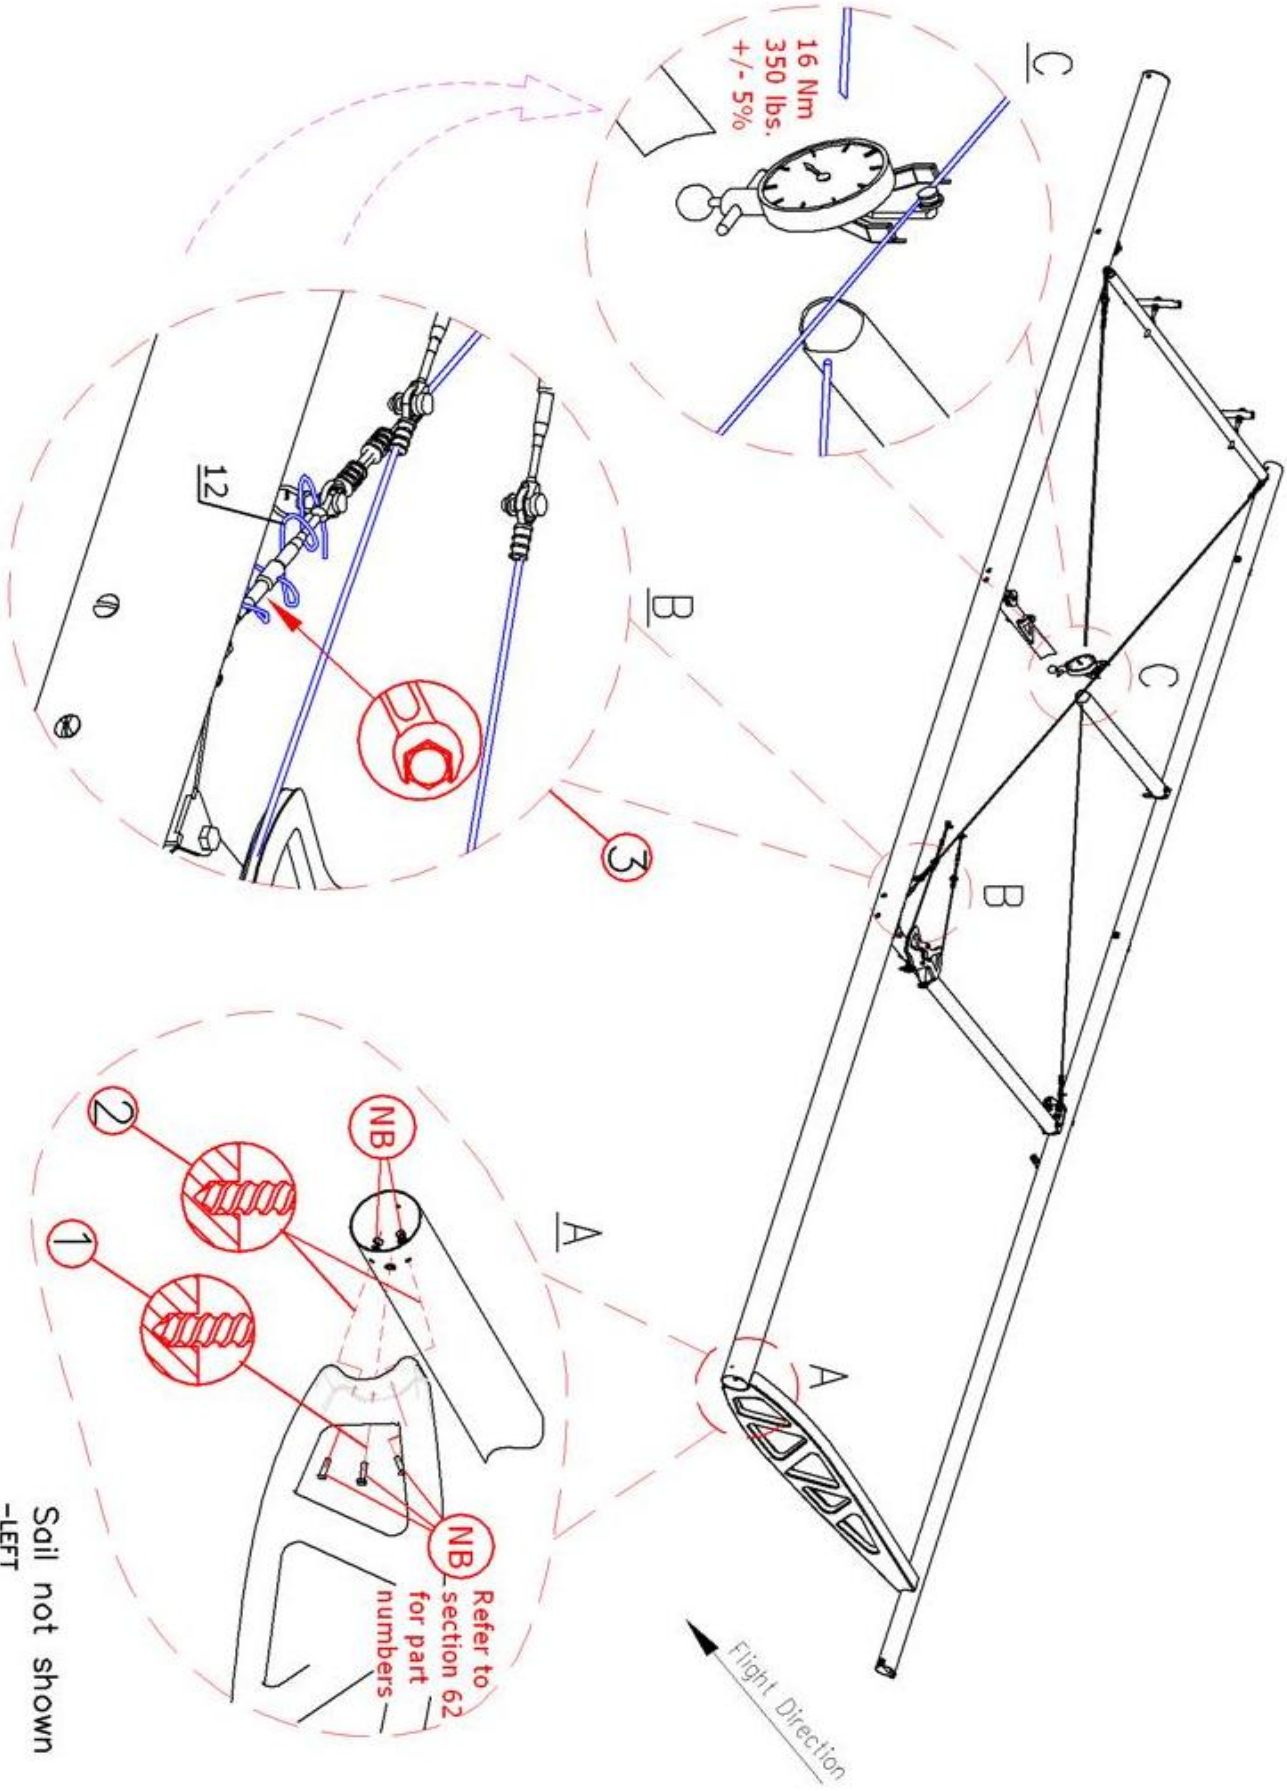 C
16 Nm
350 lbs.
+/- 5%
C
B
12
B
3
A
NB
2
1
A
NB
Refer to
section 62
for part
numbers
Flight Direction
Sail not shown
-LEFT